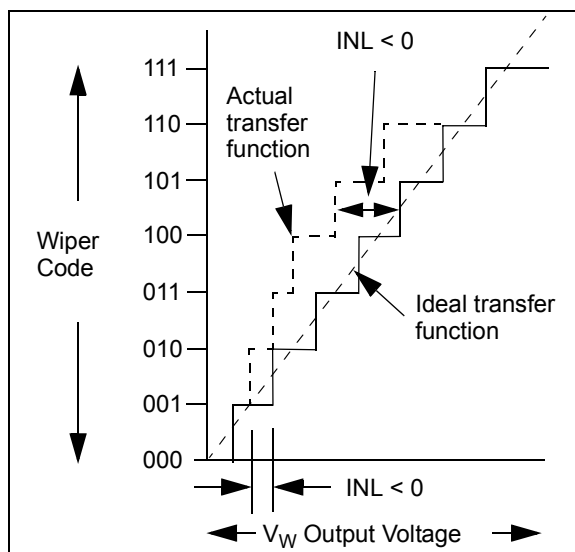 INL < 0
111
Actual
transfer
function
110
101
100
Wiper
Code
011
Ideal transfer
function
010
001
000
INL < 0
VW Output Voltage